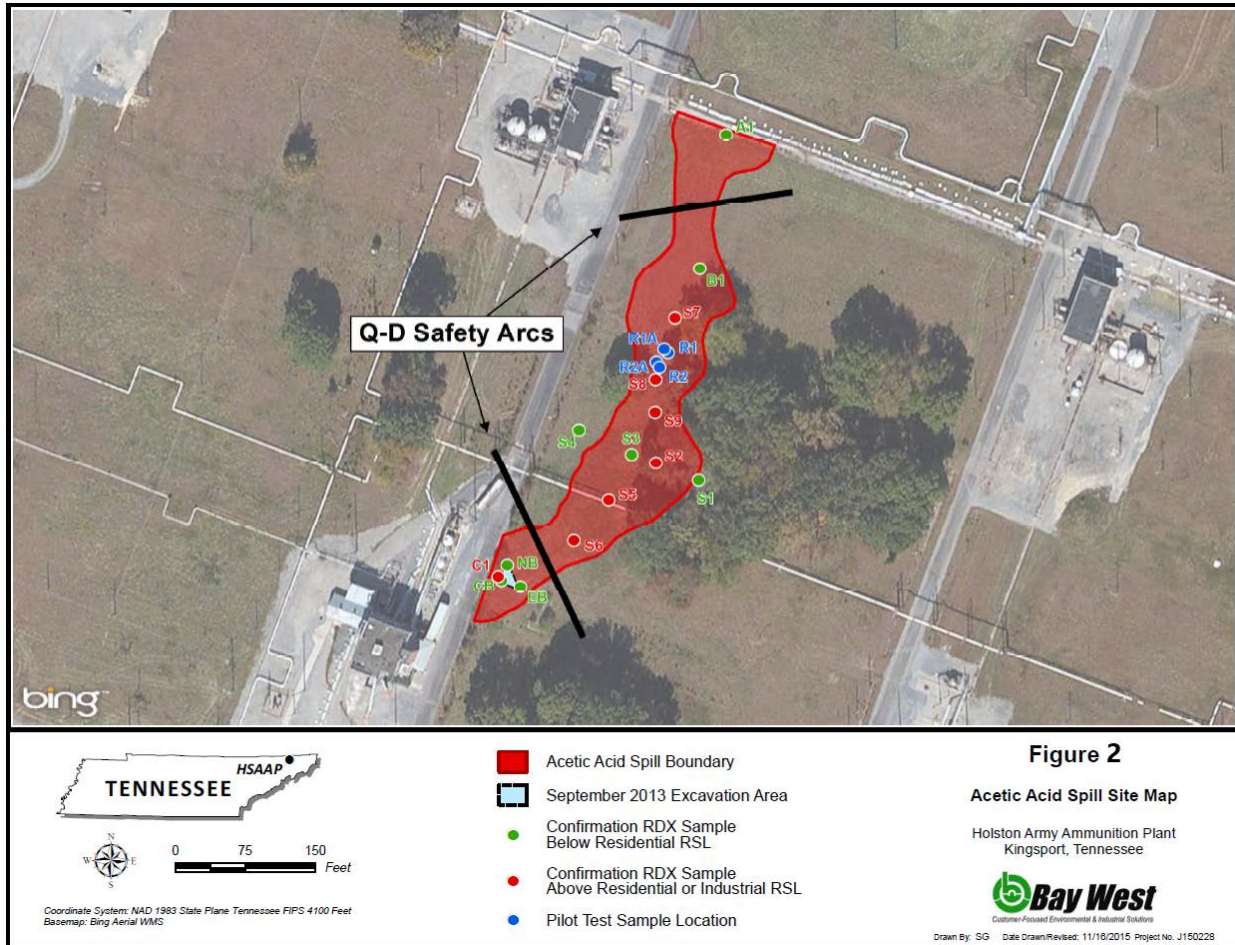 A1
B1
S7
R1A
R1
R2A
R2
S8
S9
S4
S3
S2
S1
S5
S6
C1
NB
CB
EB
Q-D Safety Arcs
bing™
TENNESSEE
HSAAP
N
W
E
S
0 75 150
Feet
Coordinate System: NAD 1983 State Plane Tennessee FIPS 4100 Feet
Basemap: Bing Aerial WMS
Acetic Acid Spill Boundary
September 2013 Excavation Area
Confirmation RDX Sample
Below Residential RSL
Confirmation RDX Sample
Above Residential or Industrial RSL
Pilot Test Sample Location
Figure 2
Acetic Acid Spill Site Map
Holston Army Ammunition Plant
Kingsport, Tennessee
Bay West
Customer-Focused Environmental & Industrial Solutions
Drawn By: SG Date Drawn/Revised: 11/16/2015 Project No. J150228